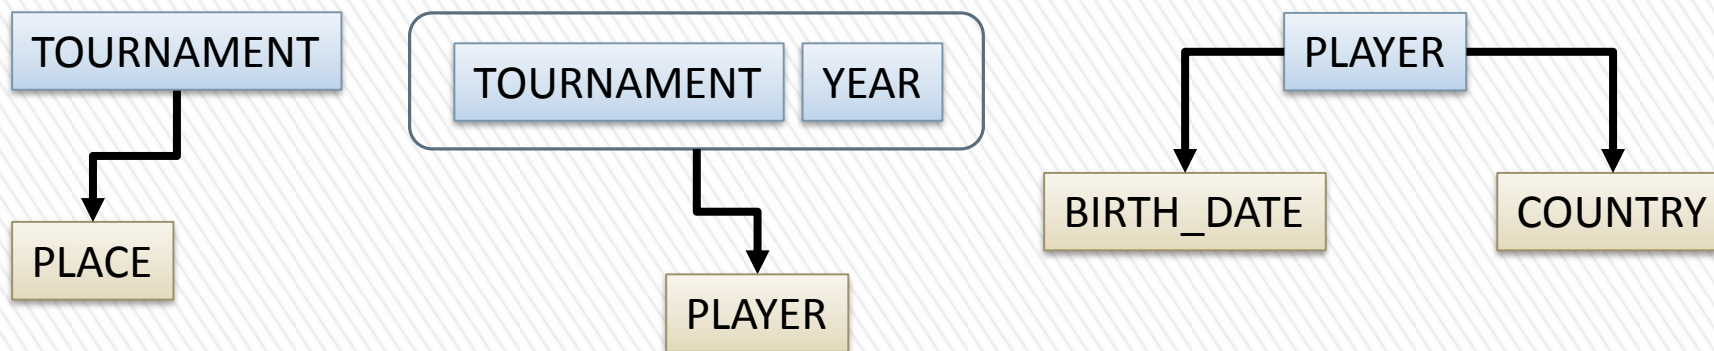 TOURNAMENT
PLACE
TOURNAMENT YEAR
PLAYER
PLAYER
BIRTH_DATE COUNTRY